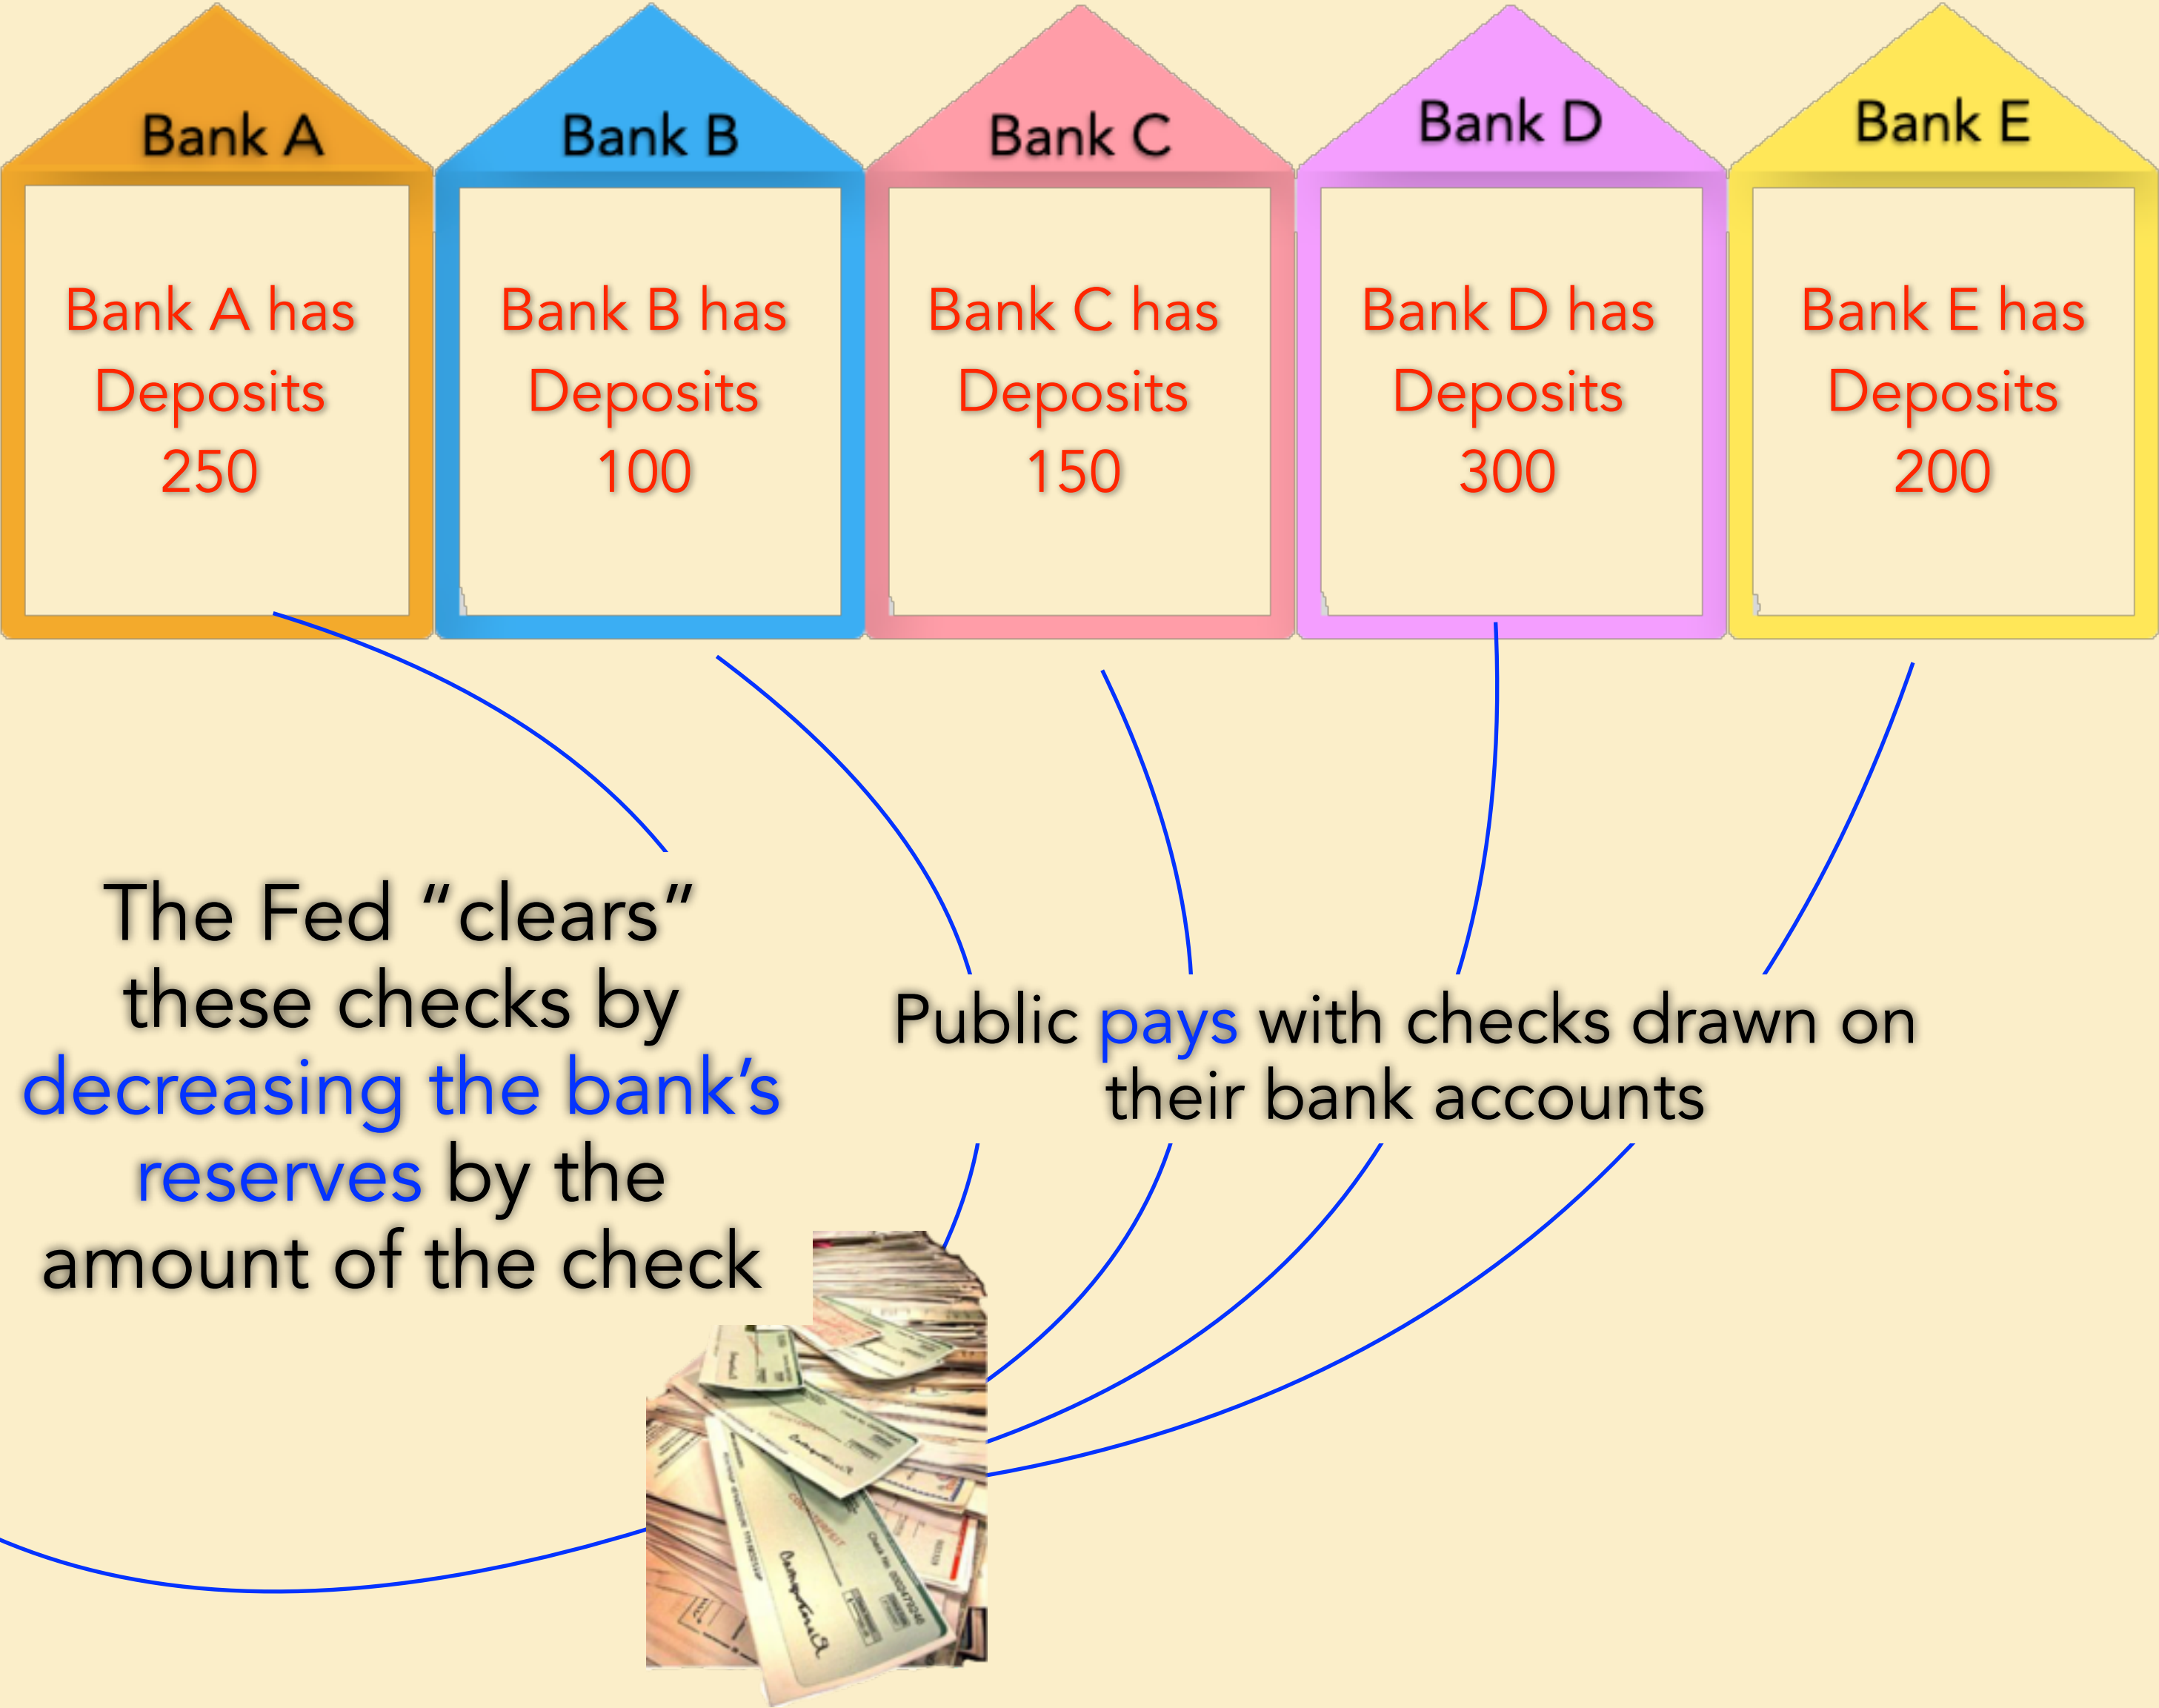 Bank A
Bank B
Bank C
Bank D
Bank E
Bank A has
Deposits
250
Bank B has
Deposits
100
Bank C has
Deposits
150
Bank D has
Deposits
300
Bank E has
Deposits
200
The Fed “clears”
these checks by
decreasing the bank’s
reserves by the
amount of the check
Public pays with checks drawn on
their bank accounts
COUNTERFEIT